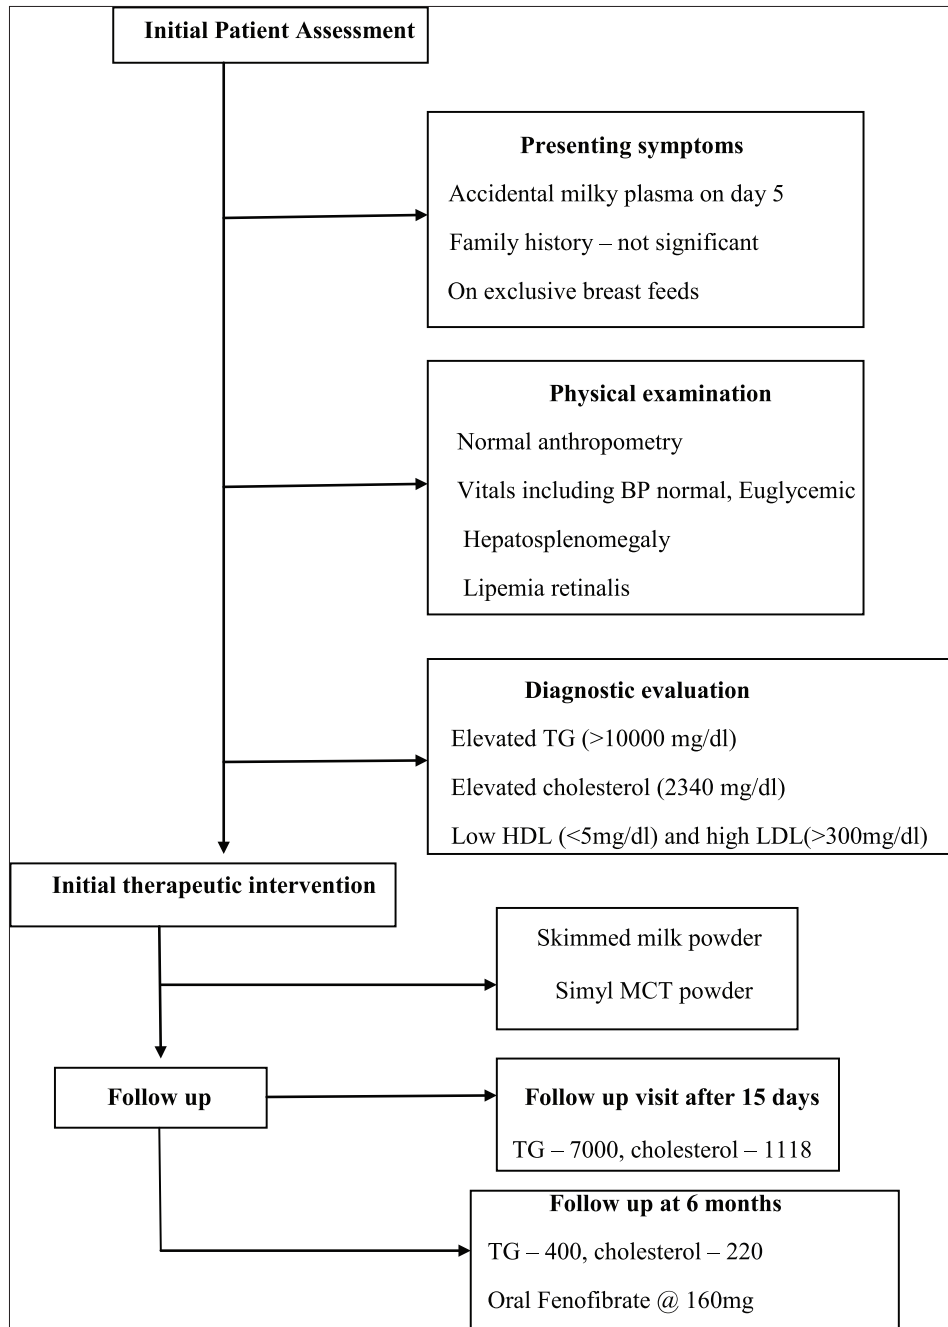 Initial Patient Assessment
Presenting symptoms
Accidental milky plasma on day 5
Family history – not significant
On exclusive breast feeds
Physical examination
Normal anthropometry
Vitals including BP normal, Euglycemic
Hepatosplenomegaly
Lipemia retinalis
Diagnostic evaluation
Elevated TG (>10000 mg/dl)
Elevated cholesterol (2340 mg/dl)
Low HDL (<5mg/dl) and high LDL(>300mg/dl)
Initial therapeutic intervention
Skimmed milk powder
Simyl MCT powder
Follow up
Follow up visit after 15 days
TG – 7000, cholesterol – 1118
Follow up at 6 months
TG – 400, cholesterol – 220
Oral Fenofibrate @ 160mg